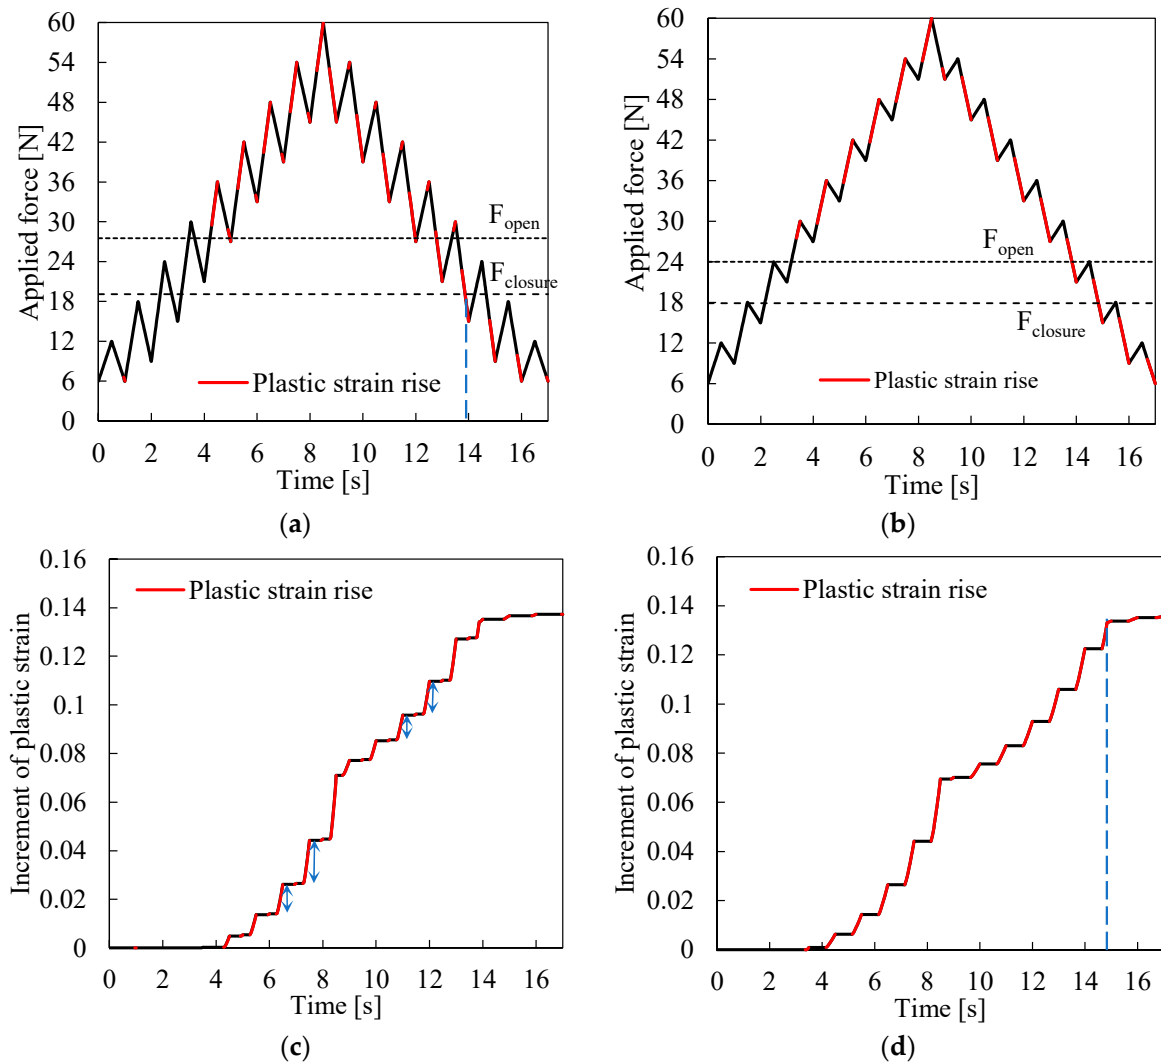 60
54
48
42
36
30
24
18
12
6
0
Applied force [N]
F_open
F_closure
Plastic strain rise
0 2 4 6 8 10 12 14 16
Time [s]
(a)
60
54
48
42
36
30
24
18
12
6
0
Applied force [N]
F_open
F_closure
Plastic strain rise
0 2 4 6 8 10 12 14 16
Time [s]
(b)
0.16
0.14
0.12
0.1
0.08
0.06
0.04
0.02
0
Increment of plastic strain
Plastic strain rise
0 2 4 6 8 10 12 14 16
Time [s]
(c)
0.16
0.14
0.12
0.1
0.08
0.06
0.04
0.02
0
Increment of plastic strain
Plastic strain rise
0 2 4 6 8 10 12 14 16
Time [s]
(d)